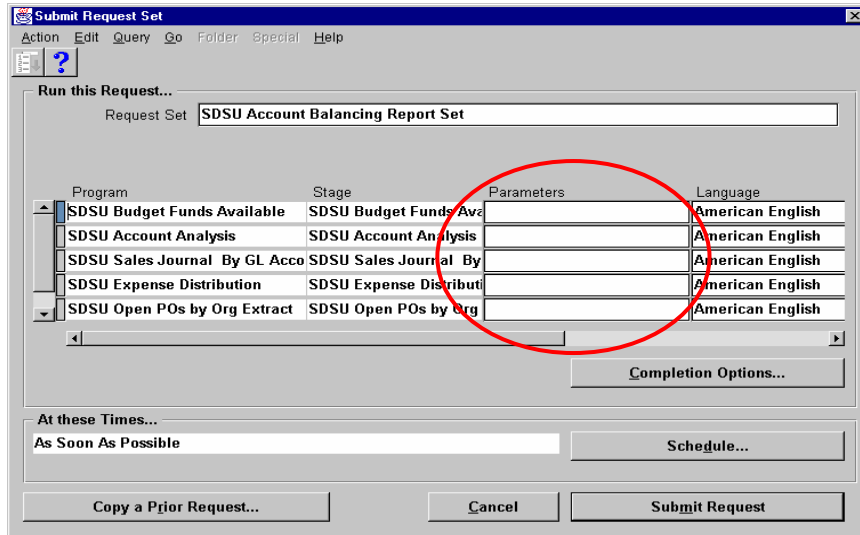 Submit Request Set
Action Edit Query Go Folder Special Help
?
Run this Request...
Request Set SDSU Account Balancing Report Set
Program Stage Parameters Language
SDSU Budget Funds Available SDSU Budget Funds Ava American English
SDSU Account Analysis SDSU Account Analysis American English
SDSU Sales Journal By GL Acco SDSU Sales Journal By American English
SDSU Expense Distribution SDSU Expense Distributi American English
SDSU Open POs by Org Extract SDSU Open POs by Org American English
Completion Options...
At these Times...
As Soon As Possible Schedule...
Copy a Prior Request... Cancel Submit Request